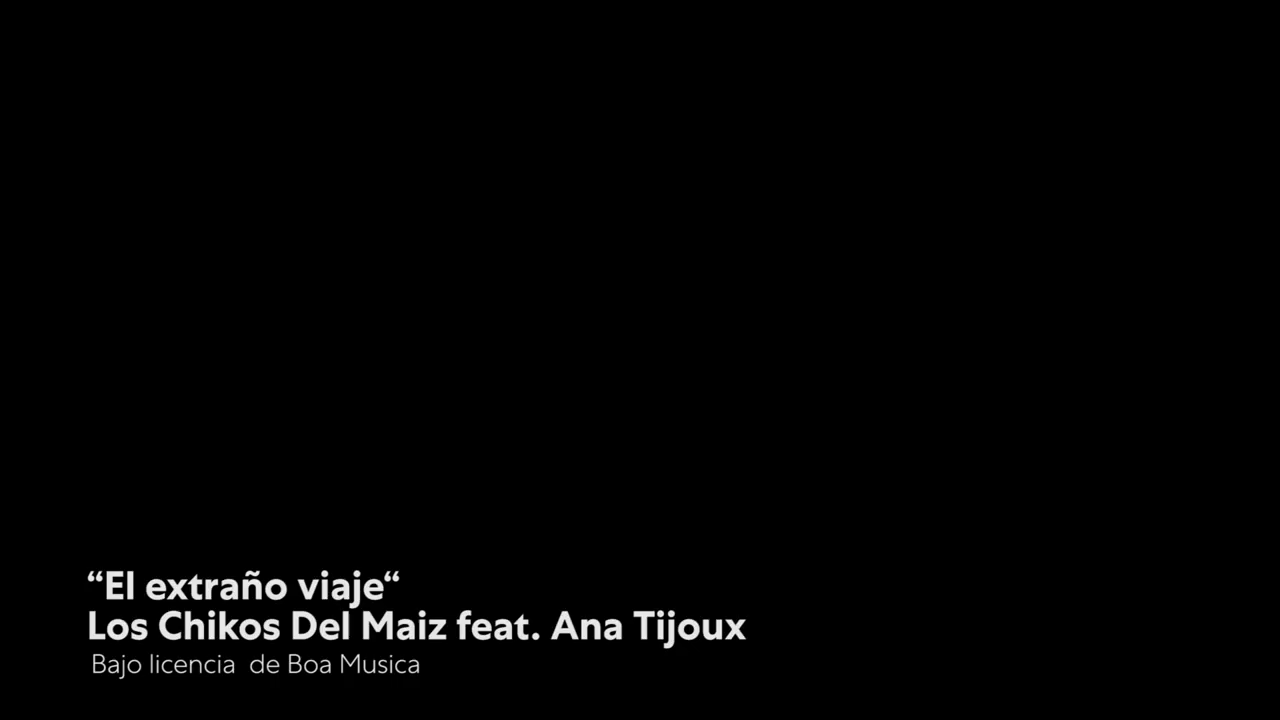 “El extraño viaje“
Los Chikos Del Maiz feat. Ana Tijoux
Bajo licencia  de Boa Musica